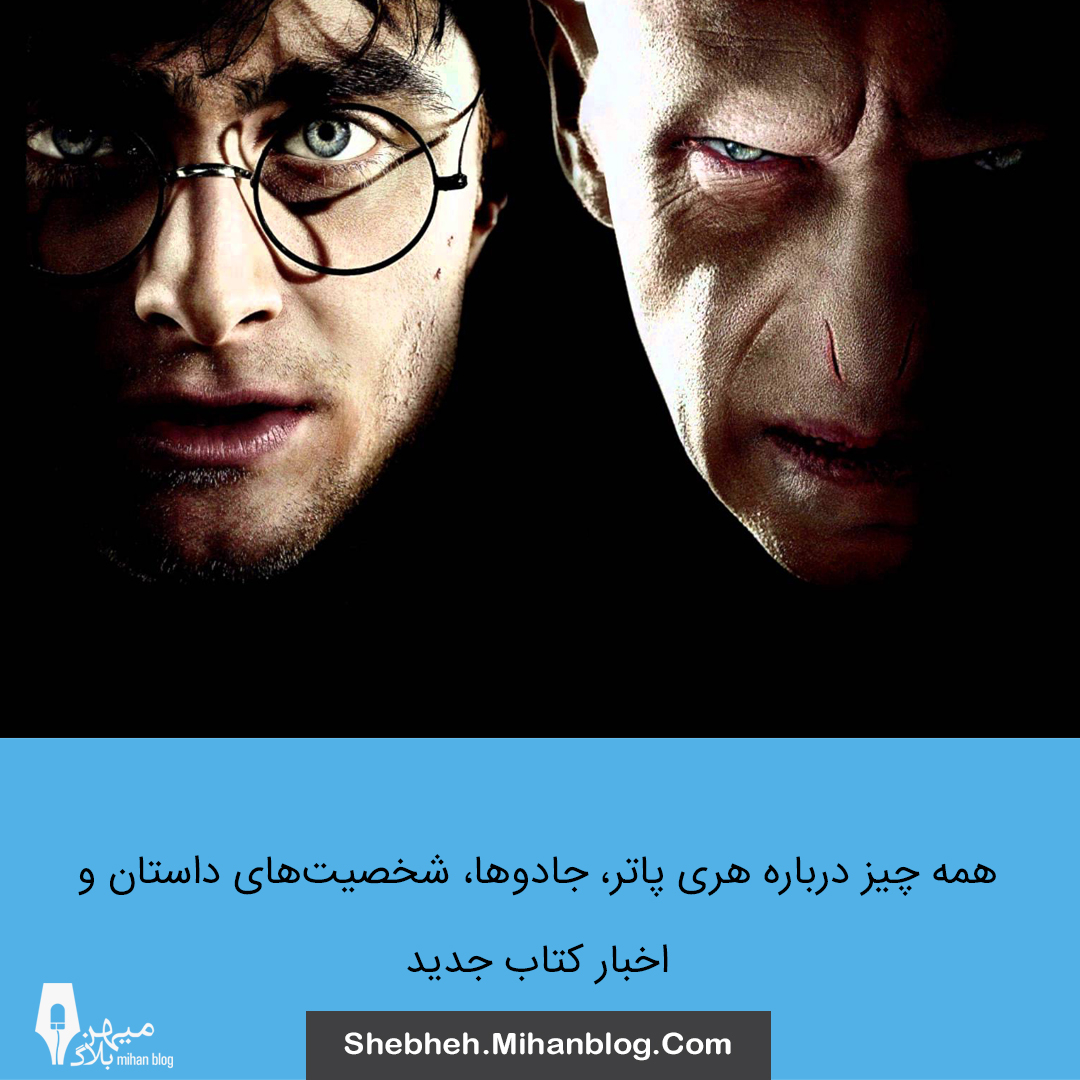 همه چیز درباره هری پاتر، جادوها، شخصیت‌های داستان و
اخبار کتاب جدید
Shebheh.Mihanblog.Com
میهن
بلاگ mihan blog